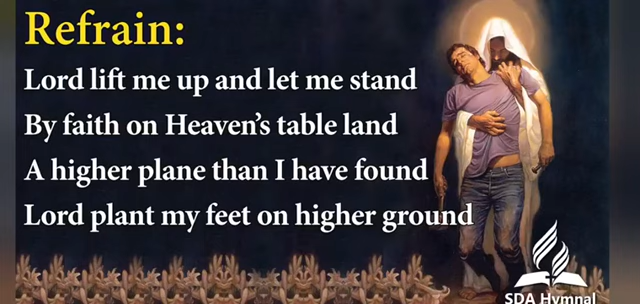 Refrain:
Lord lift me up and let me stand
By faith on Heaven's table land
A higher plane than I have found
Lord plant my feet on higher ground
SDA Hymnal